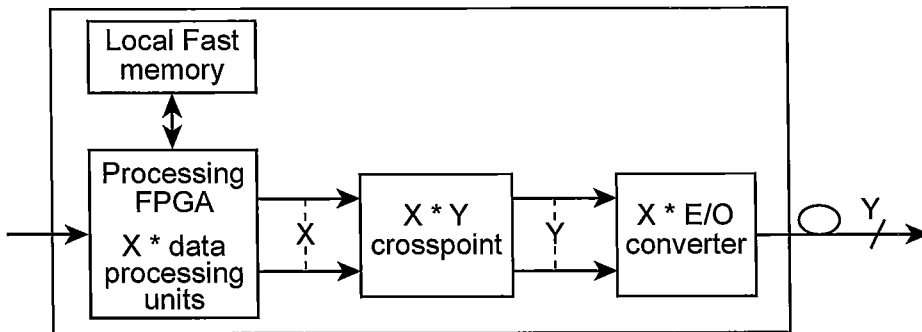 Local Fast
memory
Processing
FPGA
X * data
processing
units
X
X * Y
crosspoint
Y
X * E/O
converter
Y